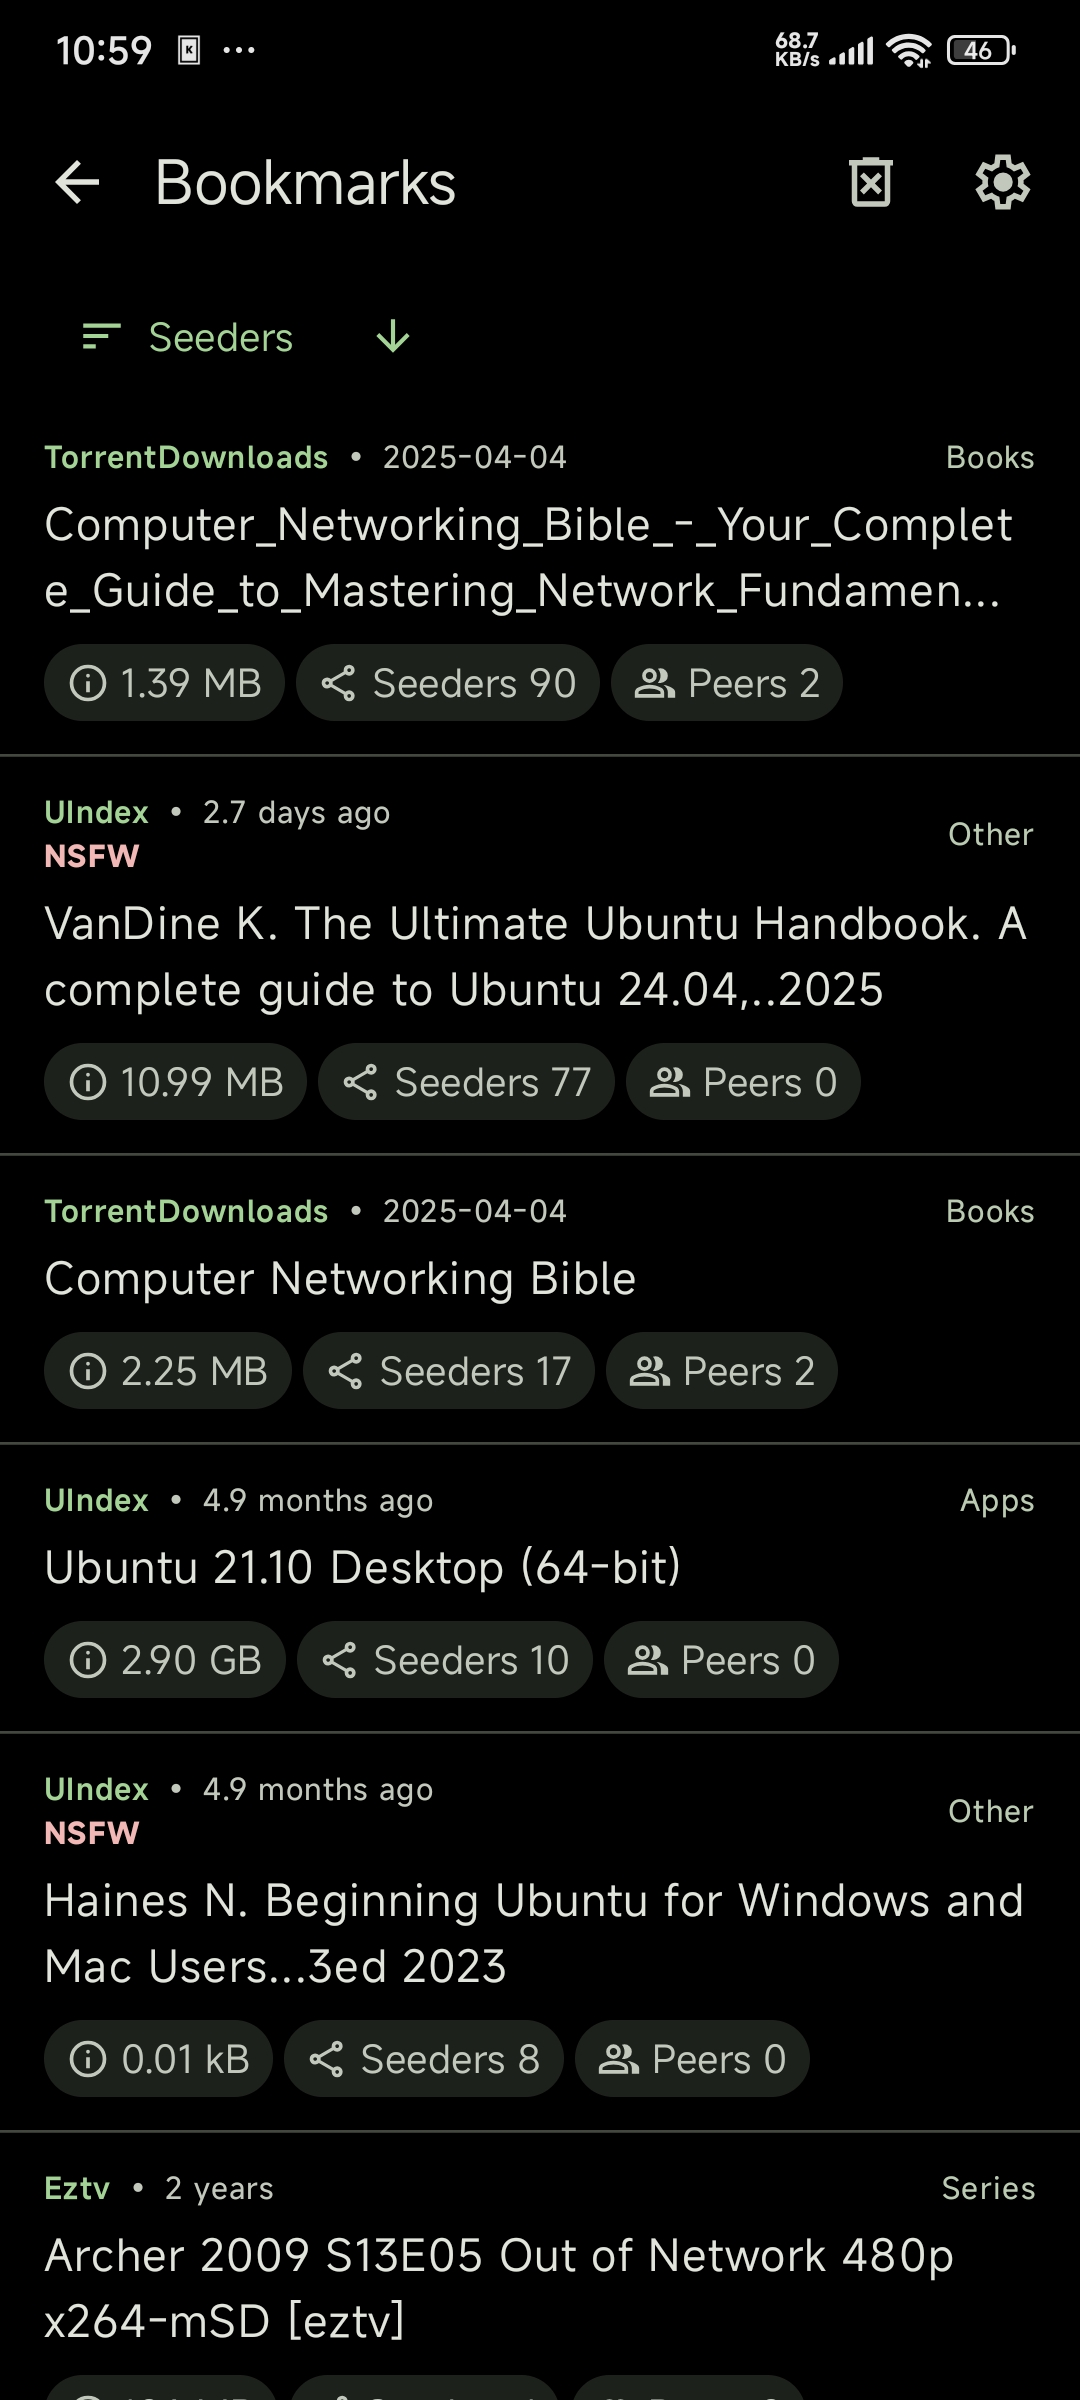 10:59 K ... 68.7 KB/s 46
Bookmarks
Seeders
TorrentDownloads • 2025-04-04 Books
Computer_Networking_Bible_-_Your_Complet
e_Guide_to_Mastering_Network_Fundamen...
1.39 MB Seeders 90 Peers 2
UIndex • 2.7 days ago
NSFW
Other
VanDine K. The Ultimate Ubuntu Handbook. A
complete guide to Ubuntu 24.04,..2025
10.99 MB Seeders 77 Peers 0
TorrentDownloads • 2025-04-04 Books
Computer Networking Bible
2.25 MB Seeders 17 Peers 2
UIndex • 4.9 months ago Apps
Ubuntu 21.10 Desktop (64-bit)
2.90 GB Seeders 10 Peers 0
UIndex • 4.9 months ago
NSFW
Other
Haines N. Beginning Ubuntu for Windows and
Mac Users...3ed 2023
0.01 kB Seeders 8 Peers 0
Eztv • 2 years Series
Archer 2009 S13E05 Out of Network 480p
x264-mSD [eztv]